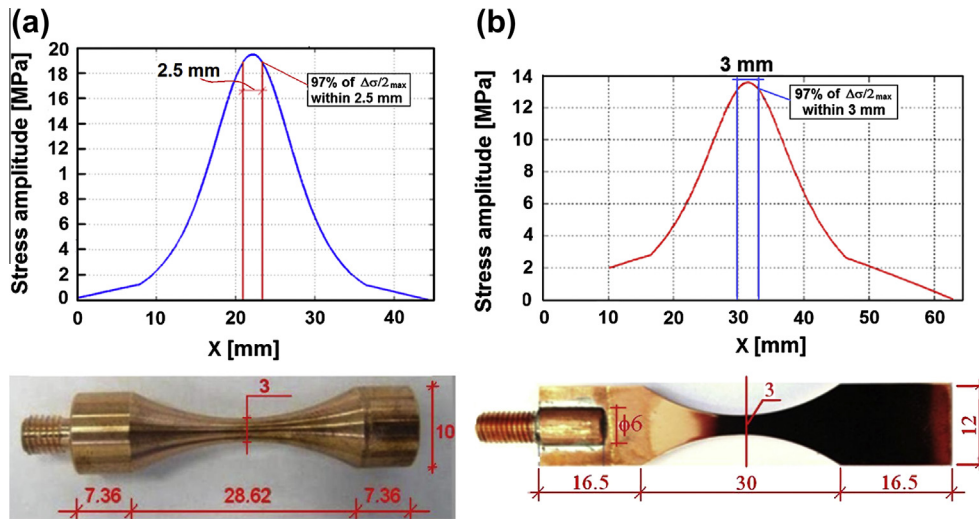 (a)
Stress amplitude [MPa]
20
18
16
14
12
10
8
6
4
2
0
2.5 mm
97% of Δσ/2max
within 2.5 mm
0 10 20 30 40
X [mm]
3
10
7.36 28.62 7.36
(b)
Stress amplitude [MPa]
14
12
10
8
6
4
2
0
3 mm
97% of Δσ/2max
within 3 mm
0 10 20 30 40 50 60
X [mm]
ϕ6
3
12
16.5 30 16.5